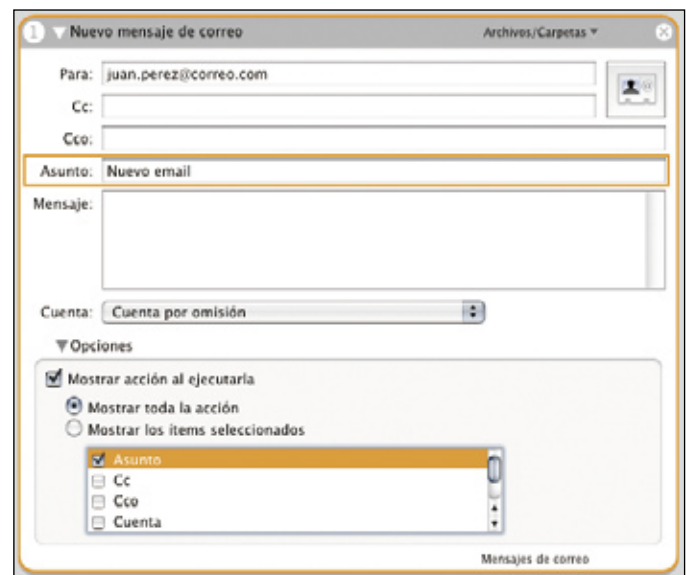 1 Nuevo mensaje de correo Archivos/Carpetas
Para: juan.perez@correo.com
Cc:
Cco:
Asunto: Nuevo email
Mensaje:
Cuenta: Cuenta por omisión
Opciones
Mostrar acción al ejecutarla
Mostrar toda la acción
Mostrar los items seleccionados
Asunto
Cc
Cco
Cuenta
Mensajes de correo